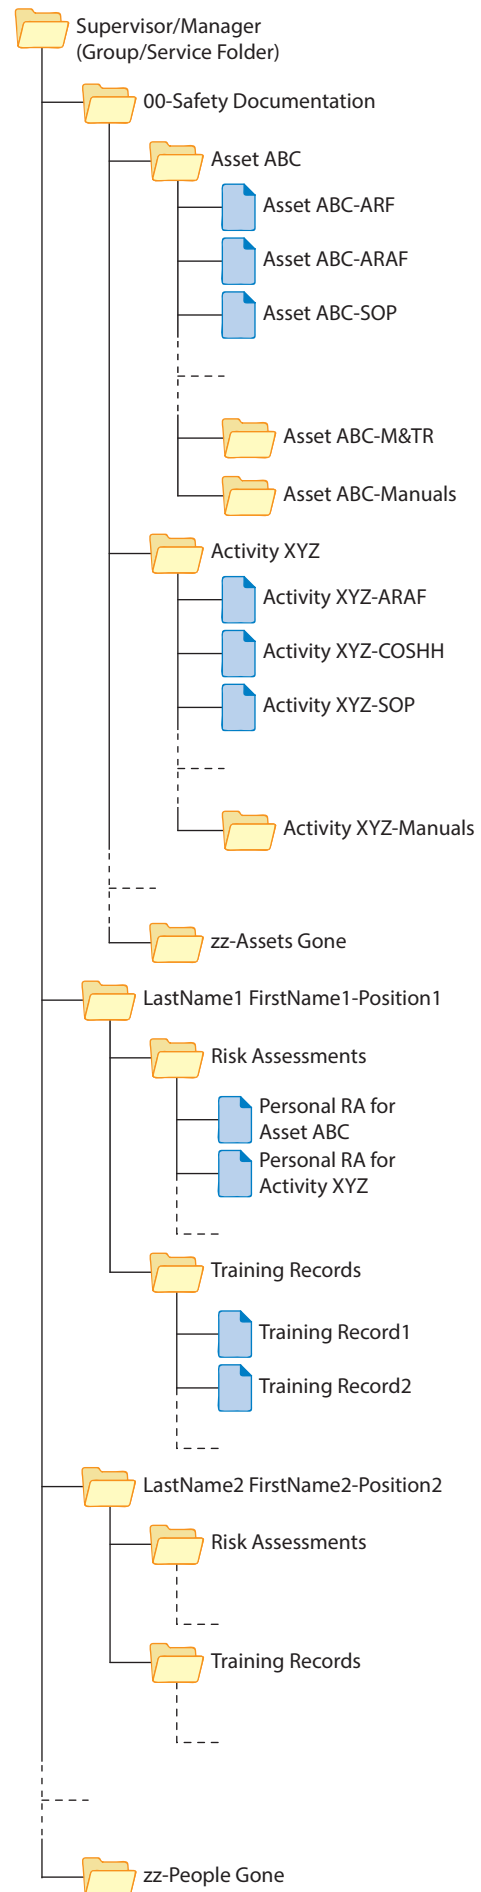 Supervisor/Manager
(Group/Service Folder)
00-Safety Documentation
Asset ABC
Asset ABC-ARF
Asset ABC-ARAF
Asset ABC-SOP
Asset ABC-M&TR
Asset ABC-Manuals
Activity XYZ
Activity XYZ-ARAF
Activity XYZ-COSHH
Activity XYZ-SOP
Activity XYZ-Manuals
zz-Assets Gone
LastName1 FirstName1-Position1
Risk Assessments
Personal RA for
Asset ABC
Personal RA for
Activity XYZ
Training Records
Training Record1
Training Record2
LastName2 FirstName2-Position2
Risk Assessments
Training Records
zz-People Gone